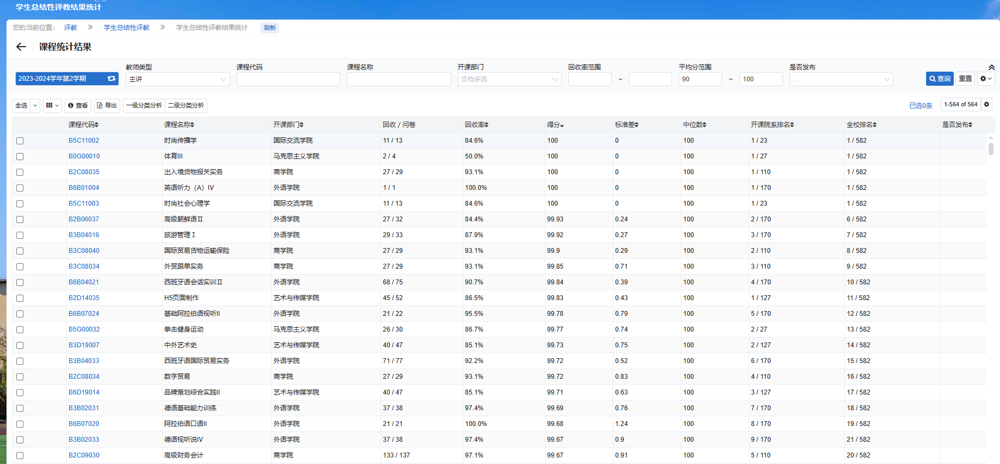 学生总结性评教结果统计
您的当前位置： 评教 » 学生总结性评教 » 学生总结性评教结果统计 刷新
课程统计结果
教师类型 课程代码 课程名称 开课部门 回收率范围 平均分范围 是否发布
2023-2024学年第2学期 主讲 支持多选 ~ 90 ~ 100 ... 查询 重置
全选 查看 导出 一级分类分析 二级分类分析 已选0条 1-564 of 564
课程代码 课程名称 开课部门 回收 / 问卷 回收率 得分 标准差 中位数 开课院系排名 全校排名 是否发布
B5C11002 时尚传播学 国际交流学院 11 / 13 84.6% 100 0 100 1 / 23 1 / 582
B0G00010 体育III 马克思主义学院 2 / 4 50.0% 100 0 100 1 / 27 1 / 582
B2C08035 出入境货物报关实务 商学院 27 / 29 93.1% 100 0 100 1 / 110 1 / 582
B6B01004 英语听力（A）IV 外语学院 1 / 1 100.0% 100 0 100 1 / 170 1 / 582
B5C11003 时尚社会心理学 国际交流学院 11 / 13 84.6% 100 0 100 1 / 23 1 / 582
B2B06037 高级朝鲜语Ⅱ 外语学院 27 / 32 84.4% 99.93 0.24 100 2 / 170 6 / 582
B3B04016 旅游管理Ⅰ 外语学院 29 / 33 87.9% 99.92 0.27 100 3 / 170 7 / 582
B3C08040 国际贸易货物运输保险 商学院 27 / 29 93.1% 99.9 0.29 100 2 / 110 8 / 582
B3C08034 外贸跟单实务 商学院 27 / 29 93.1% 99.85 0.71 100 3 / 110 9 / 582
B6B04021 西班牙语会话实训Ⅱ 外语学院 68 / 75 90.7% 99.84 0.39 100 4 / 170 10 / 582
B2D14035 H5页面制作 艺术与传媒学院 45 / 52 86.5% 99.83 0.43 100 1 / 127 11 / 582
B6B07024 基础阿拉伯语视听II 外语学院 21 / 22 95.5% 99.78 0.79 100 5 / 170 12 / 582
B5G00032 拳击健身运动 马克思主义学院 26 / 30 86.7% 99.77 0.74 100 2 / 27 13 / 582
B3D19007 中外艺术史 艺术与传媒学院 40 / 47 85.1% 99.73 0.75 100 2 / 127 14 / 582
B3B04033 西班牙语国际贸易实务 外语学院 71 / 77 92.2% 99.72 0.52 100 6 / 170 15 / 582
B2C08034 数字贸易 商学院 27 / 29 93.1% 99.72 0.83 100 4 / 110 16 / 582
B6D19014 品牌策划综合实践II 艺术与传媒学院 40 / 47 85.1% 99.71 0.63 100 3 / 127 17 / 582
B3B02031 德语基础能力训练 外语学院 37 / 38 97.4% 99.69 0.76 100 7 / 170 18 / 582
B6B07020 阿拉伯语口语II 外语学院 21 / 21 100.0% 99.68 1.24 100 8 / 170 19 / 582
B3B02033 德语视听说IV 外语学院 37 / 38 97.4% 99.67 0.9 100 9 / 170 21 / 582
B2C09030 高级财务会计 商学院 133 / 137 97.1% 99.67 0.91 100 5 / 110 20 / 582